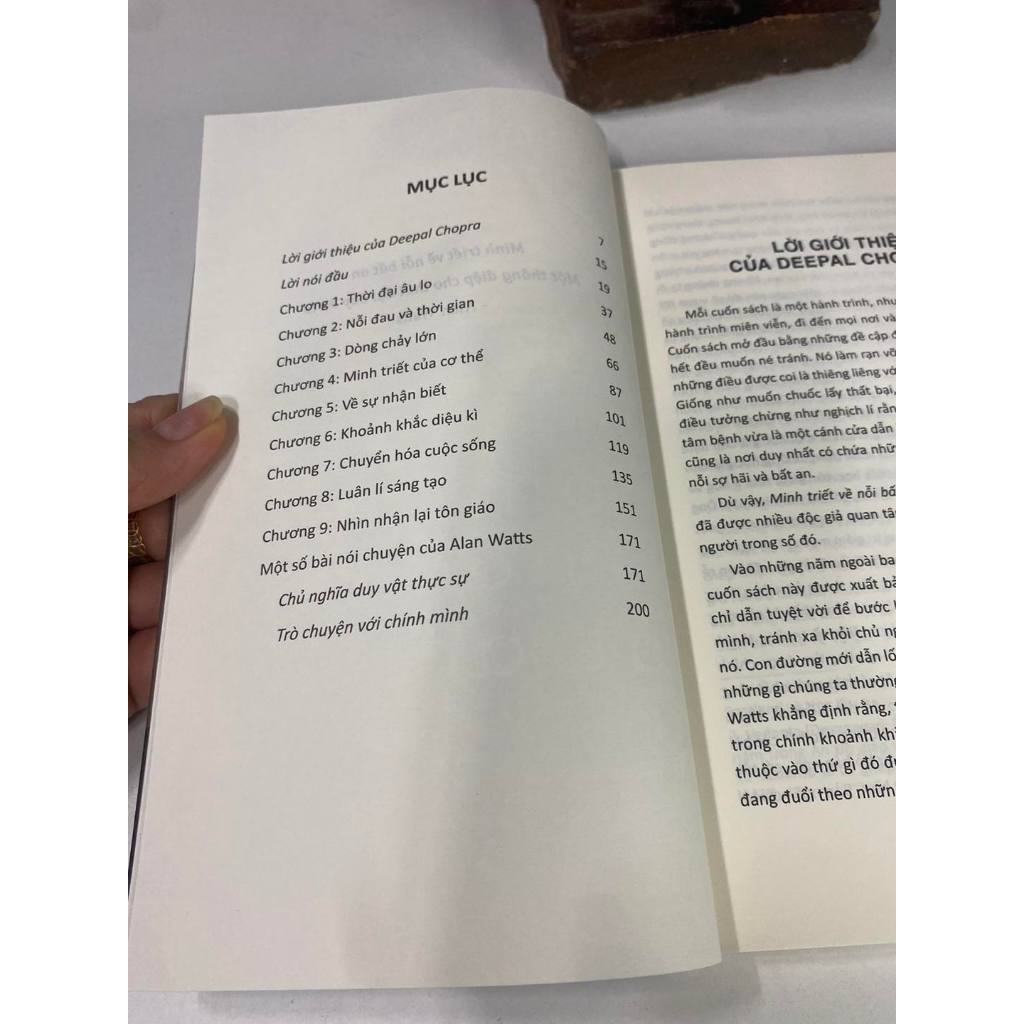 MỤC LỤC
Lời giới thiệu của Deepal Chopra 7
Lời nói đầu 15
Chương 1: Thời đại âu lo 19
Chương 2: Nỗi đau và thời gian 37
Chương 3: Dòng chảy lớn 48
Chương 4: Minh triết của cơ thể 66
Chương 5: Về sự nhận biết 87
Chương 6: Khoảnh khắc diệu kì 101
Chương 7: Chuyển hóa cuộc sống 119
Chương 8: Luân lí sáng tạo 135
Chương 9: Nhìn nhận lại tôn giáo 151
Một số bài nói chuyện của Alan Watts 171
Chủ nghĩa duy vật thực sự 171
Trò chuyện với chính mình 200
LỜI GIỚI THIỆ
CỦA DEEPAL CHO
Mỗi cuốn sách là một hành trình, như
hành trình miên viễn, đi đến mọi nơi và
Cuốn sách mở đầu bằng những đề cập
hết đều muốn né tránh. Nó làm rạn vỡ
những điều được coi là thiêng liêng vớ
Giống như muốn chuốc lấy thất bại,
điều tưởng chừng như nghịch lí rằn
tâm bệnh vừa là một cánh cửa dẫn
cũng là nơi duy nhất có chứa nhữ
nỗi sợ hãi và bất an.
Dù vậy, Minh triết về nỗi bấ
đã được nhiều độc giả quan tâ
người trong số đó.
Vào những năm ngoài ba
cuốn sách này được xuất bả
chỉ dẫn tuyệt vời để bước
mình, tránh xa khỏi chủ ng
nó. Con đường mới dẫn lố
những gì chúng ta thường
Watts khẳng định rằng, "
trong chính khoảnh kh
thuộc vào thứ gì đó đ
đang đuổi theo nhữn